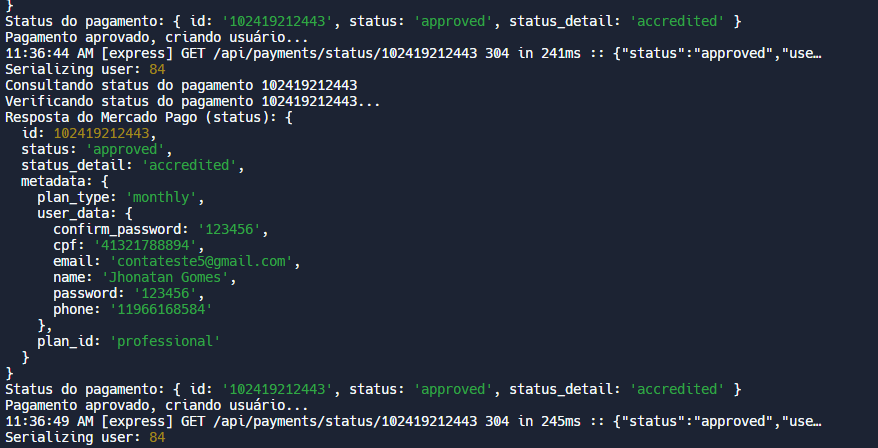 }
Status do pagamento: { id: '102419212443', status: 'approved', status_detail: 'accredited' }
Pagamento aprovado, criando usuário...
11:36:44 AM [express] GET /api/payments/status/102419212443 304 in 241ms :: {"status":"approved","use…
Serializing user: 84
Consultando status do pagamento 102419212443
Verificando status do pagamento 102419212443...
Resposta do Mercado Pago (status): {
  id: 102419212443,
  status: 'approved',
  status_detail: 'accredited',
  metadata: {
    plan_type: 'monthly',
    user_data: {
      confirm_password: '123456',
      cpf: '41321788894',
      email: 'contateste5@gmail.com',
      name: 'Jhonatan Gomes',
      password: '123456',
      phone: '11966168584'
    },
    plan_id: 'professional'
  }
}
Status do pagamento: { id: '102419212443', status: 'approved', status_detail: 'accredited' }
Pagamento aprovado, criando usuário...
11:36:49 AM [express] GET /api/payments/status/102419212443 304 in 245ms :: {"status":"approved","use…
Serializing user: 84